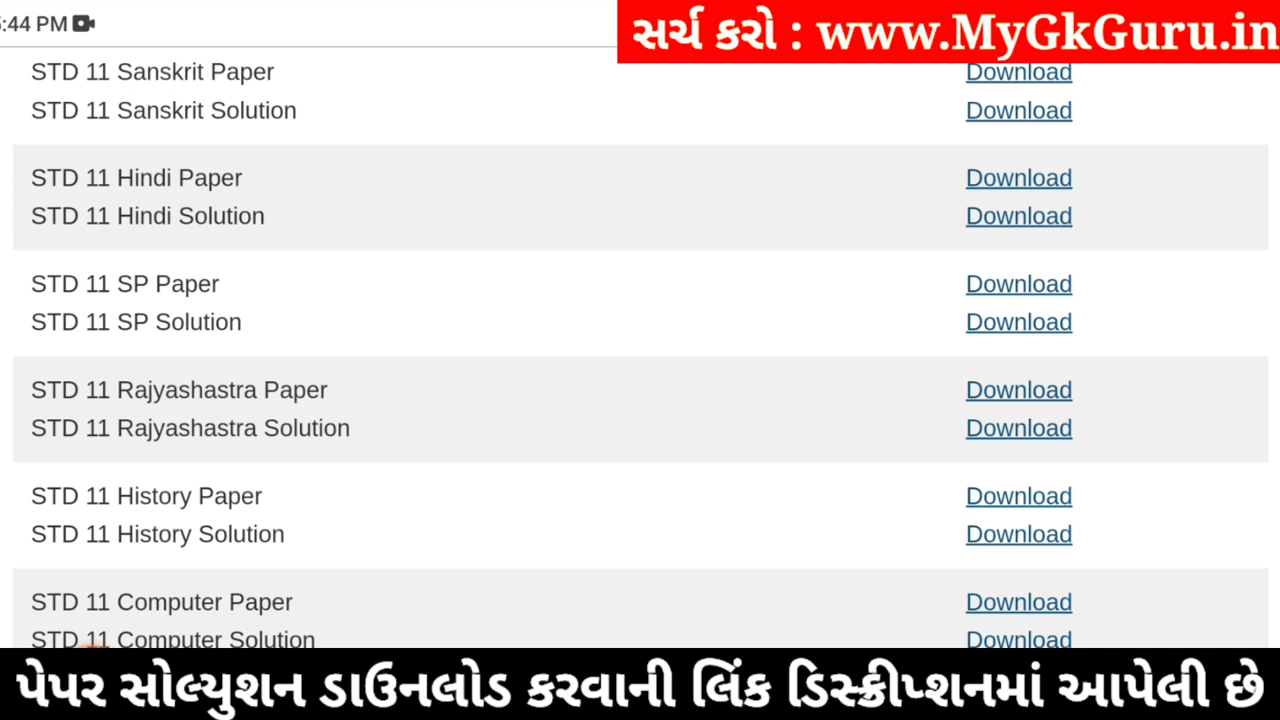 :44 PM
સર્ચ કરો : www.MyGkGuru.in
STD 11 Sanskrit Paper Download
STD 11 Sanskrit Solution Download
STD 11 Hindi Paper Download
STD 11 Hindi Solution Download
STD 11 SP Paper Download
STD 11 SP Solution Download
STD 11 Rajyashastra Paper Download
STD 11 Rajyashastra Solution Download
STD 11 History Paper Download
STD 11 History Solution Download
STD 11 Computer Paper Download
STD 11 Computer Solution Download
પેપર સોલ્યુશન ડાઉનલોડ કરવાની લિંક ડિસ્ક્રીપ્શનમાં આપેલી છે